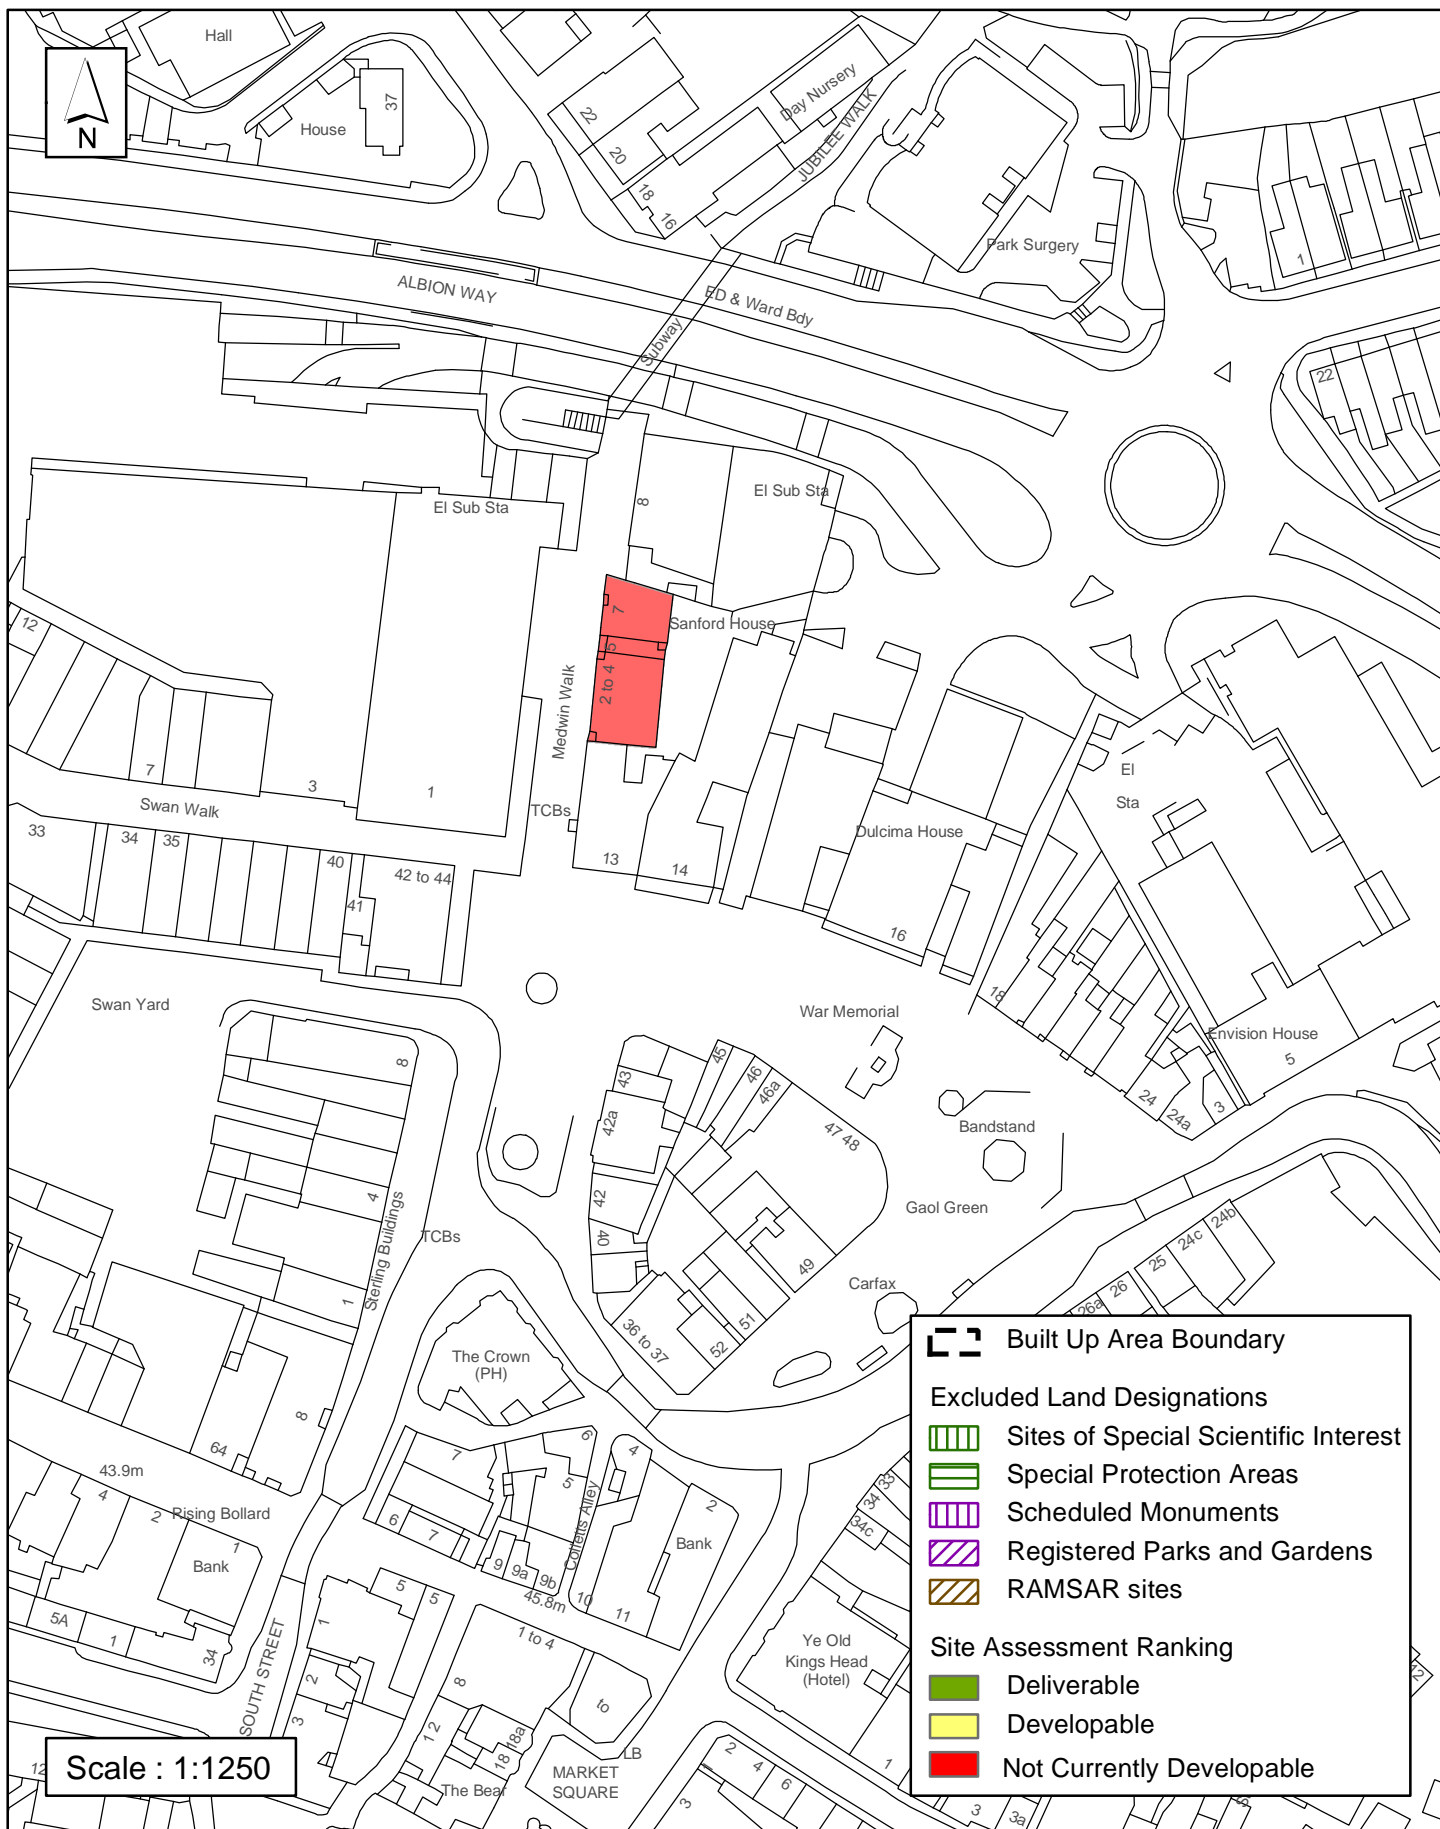 Hall
N
37
House
22
20
18
16
Day Nursery
JUBILEE WALK
Park Surgery
1
ALBION WAY
ED & Ward Bdy
Subway
22
El Sub Sta
8
El Sub Sta
7
Sanford House
5
2 to 4
Medwin Walk
12
7
3
1
Swan Walk
TCBs
33
34
35
40
41
42 to 44
13
14
Dulcima House
16
El
Sta
18
Swan Yard
War Memorial
Envision House
5
8
43
45
46
46a
42a
47 48
Bandstand
24
24a
3
4
42
40
Gaol Green
Sterling Buildings
TCBs
49
24b
24c
25
26
26a
Carfax
1
36 to 37
51
52
The Crown
(PH)
8
64
43.9m
4
2
Rising Bollard
1
Bank
7
6
7
6
5
4
Colletts Alley
2
Bank
9
9a
9b
45.8m
10
11
33
34
34c
5A
1
34
SOUTH STREET
1
5
5
2
3
1 to 4
8
to
Ye Old
Kings Head
(Hotel)
12
12
18
18a
The Bear
LB
MARKET
SQUARE
2
4
6
3
1
3
3a
12
Scale : 1:1250
Built Up Area Boundary
Excluded Land Designations
Sites of Special Scientific Interest
Special Protection Areas
Scheduled Monuments
Registered Parks and Gardens
RAMSAR sites
Site Assessment Ranking
Deliverable
Developable
Not Currently Developable